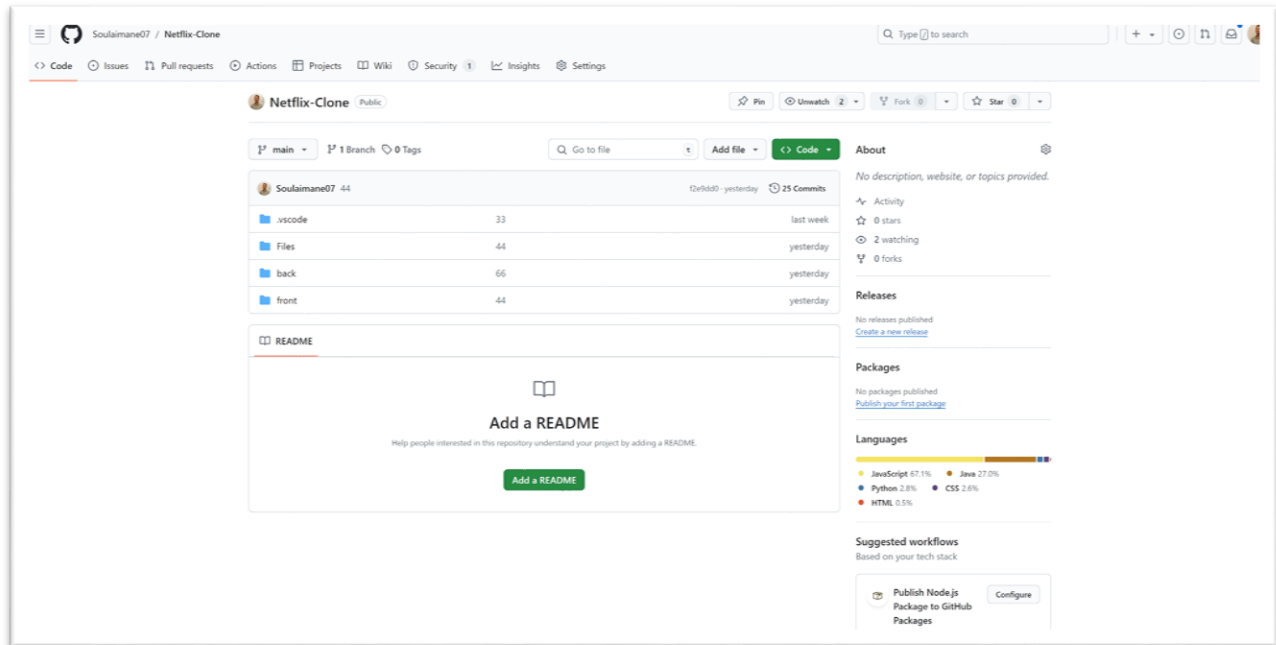 Soulaimane07 / Netflix-Clone
Type / to search
Code Issues Pull requests Actions Projects Wiki Security 1 Insights Settings
Netflix-Clone Public
Pin Unwatch 2 Fork 0 Star 0
main 1 Branch 0 Tags Go to file t Add file Code
Soulaimane07 44 f2e9dd0 · yesterday 25 Commits
.vscode 33 last week
Files 44 yesterday
back 66 yesterday
front 44 yesterday
README
Add a README
Help people interested in this repository understand your project by adding a README.
Add a README
About
No description, website, or topics provided.
Activity
0 stars
2 watching
0 forks
Releases
No releases published
Create a new release
Packages
No packages published
Publish your first package
Languages
JavaScript 67.1% Java 27.0%
Python 2.8% CSS 2.6%
HTML 0.5%
Suggested workflows
Based on your tech stack
Publish Node.js Configure
Package to GitHub
Packages